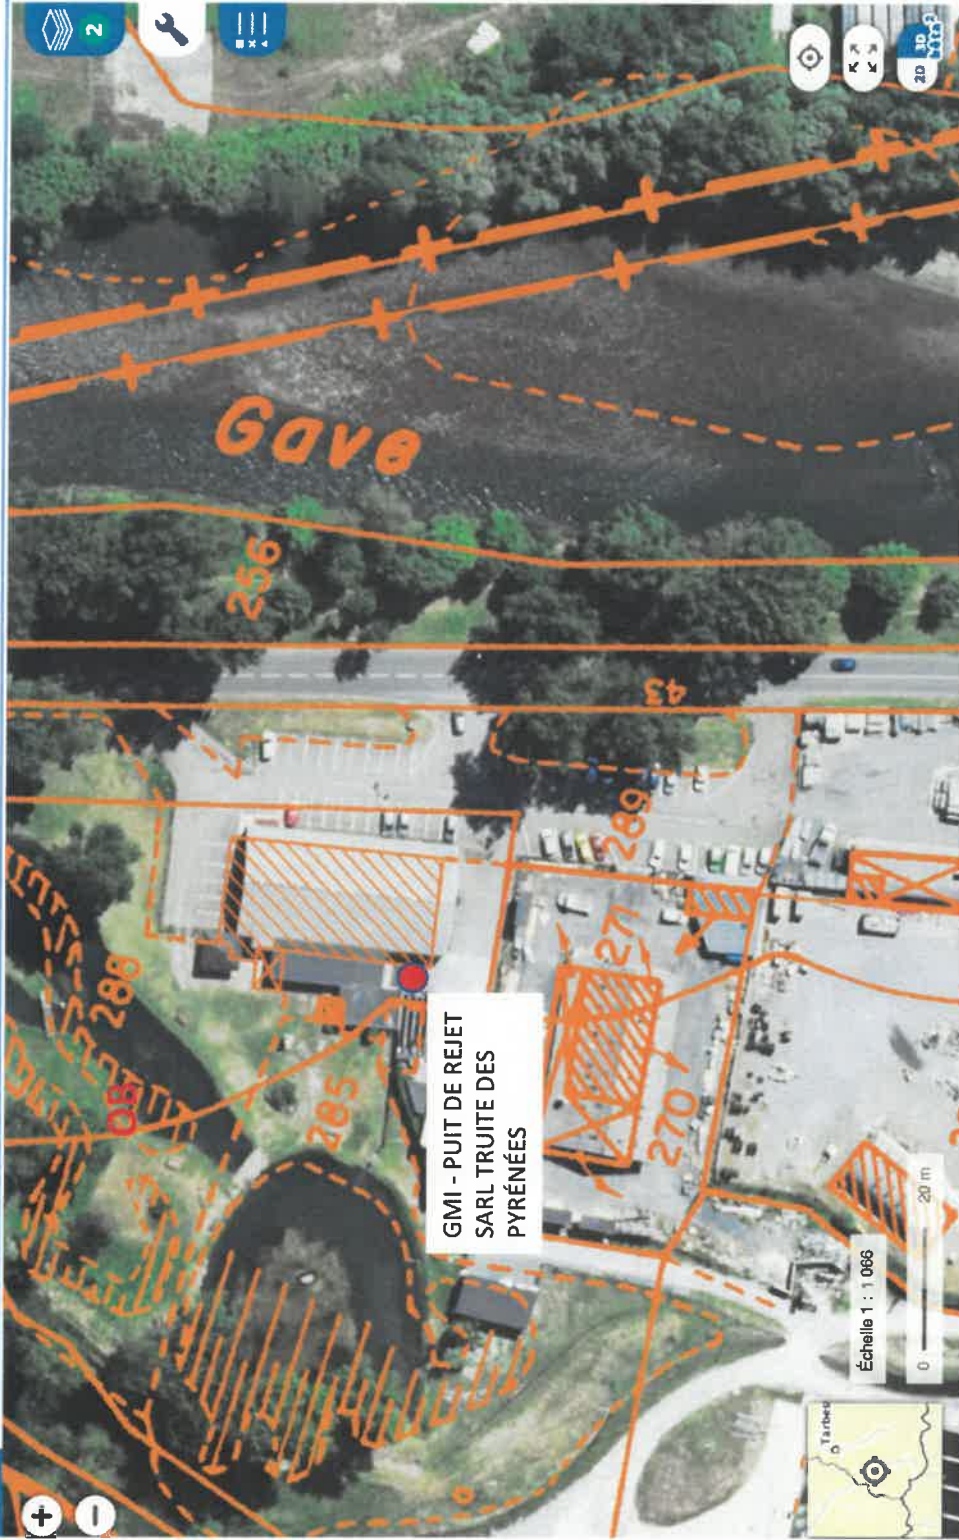 2
2D 3D
Gave
256
43
289
288
OB
285
271
270
GMI - PUIT DE REJET
SARL TRUITE DES
PYRÉNÉES
Échelle 1 : 1 066
0 20 m
Tarbes